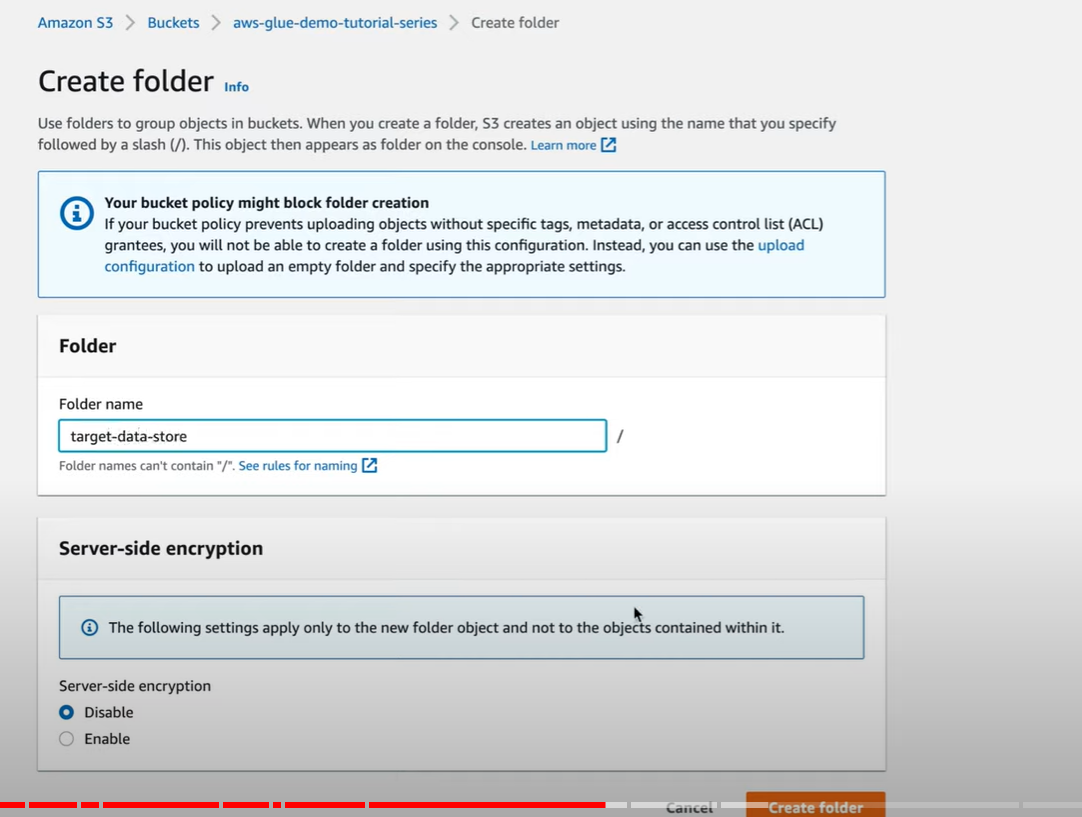 Amazon S3 > Buckets > aws-glue-demo-tutorial-series > Create folder
Create folder Info
Use folders to group objects in buckets. When you create a folder, S3 creates an object using the name that you specify
followed by a slash (/). This object then appears as folder on the console. Learn more
Your bucket policy might block folder creation
If your bucket policy prevents uploading objects without specific tags, metadata, or access control list (ACL)
grantees, you will not be able to create a folder using this configuration. Instead, you can use the upload
configuration to upload an empty folder and specify the appropriate settings.
Folder
Folder name
target-data-store /
Folder names can't contain "/". See rules for naming
Server-side encryption
The following settings apply only to the new folder object and not to the objects contained within it.
Server-side encryption
Disable
Enable
Cancel Create folder